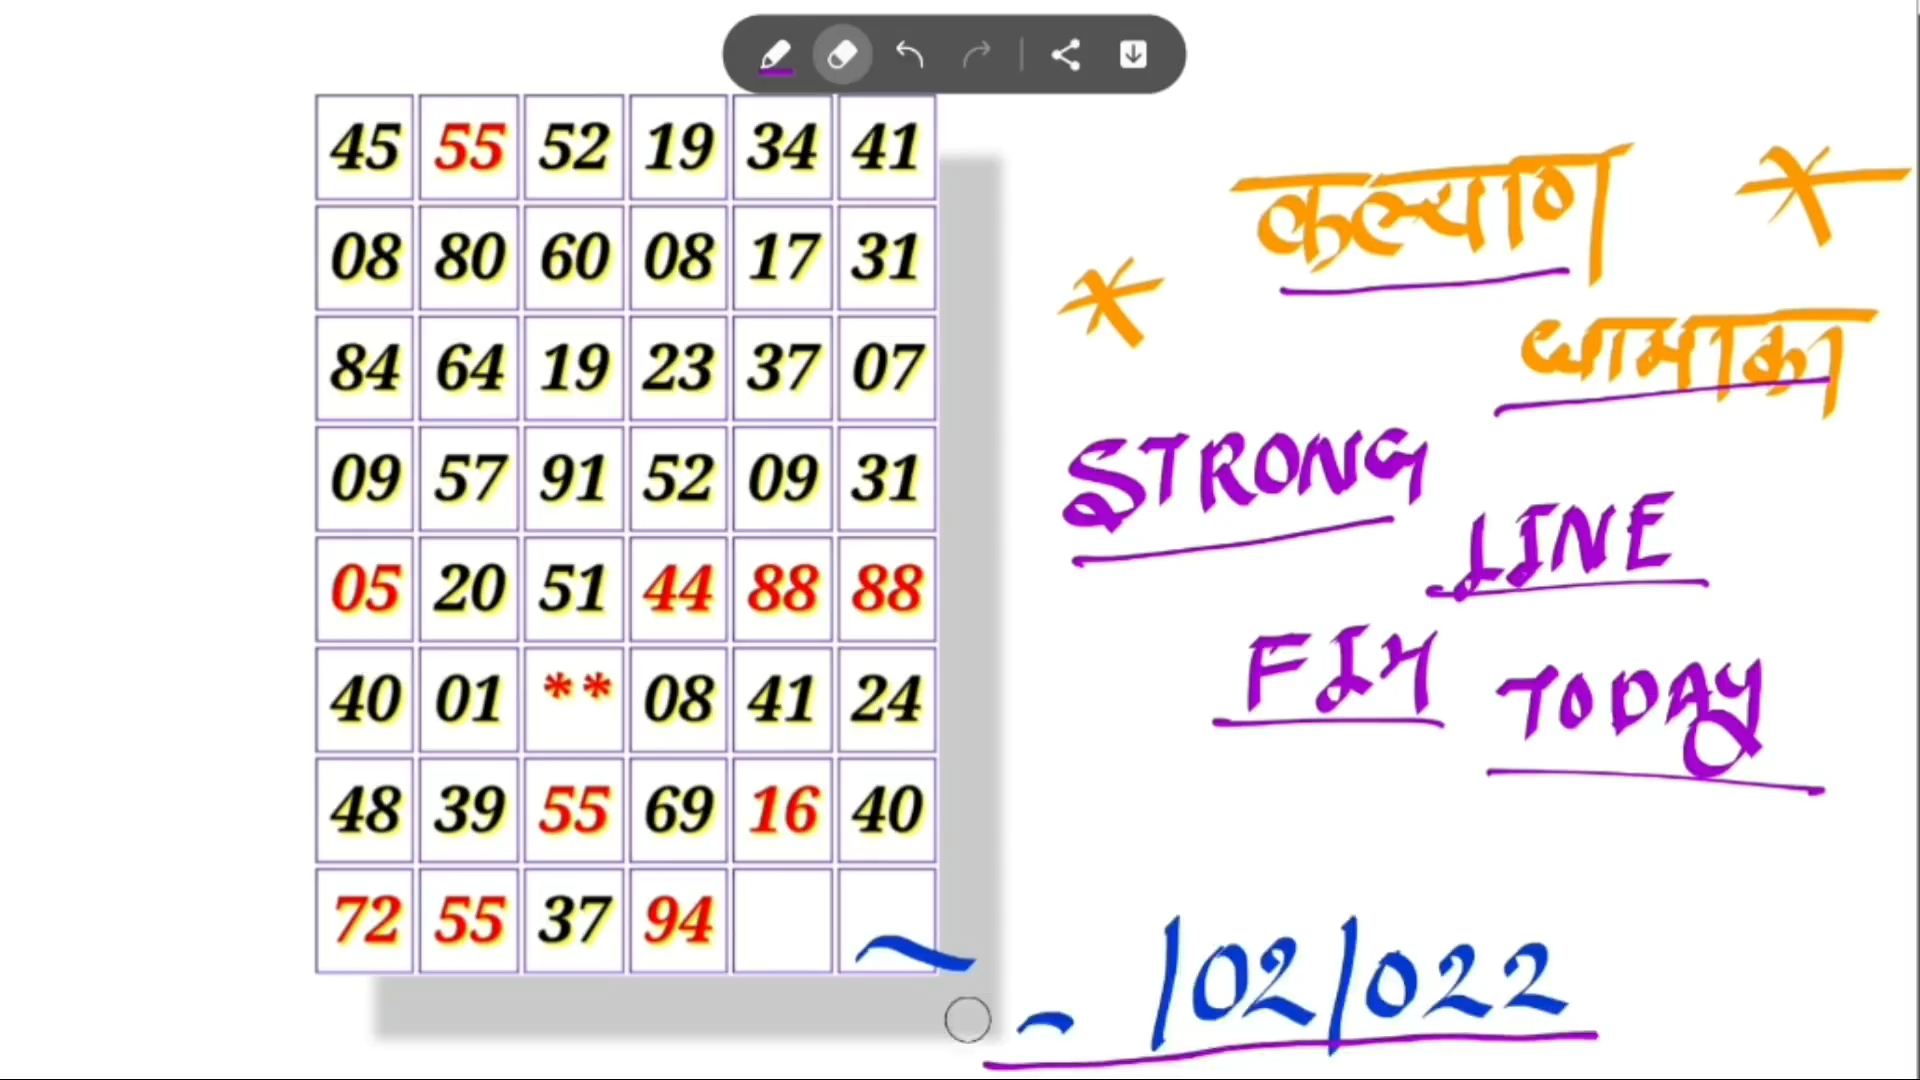 45 55 52 19 34 41
08 80 60 08 17 31
84 64 19 23 37 07
09 57 91 52 09 31
05 20 51 44 88 88
40 01 ** 08 41 24
48 39 55 69 16 40
72 55 37 94
* कल्याण *
धामाका
STRONG
LINE
FIX TODAY
/02/022